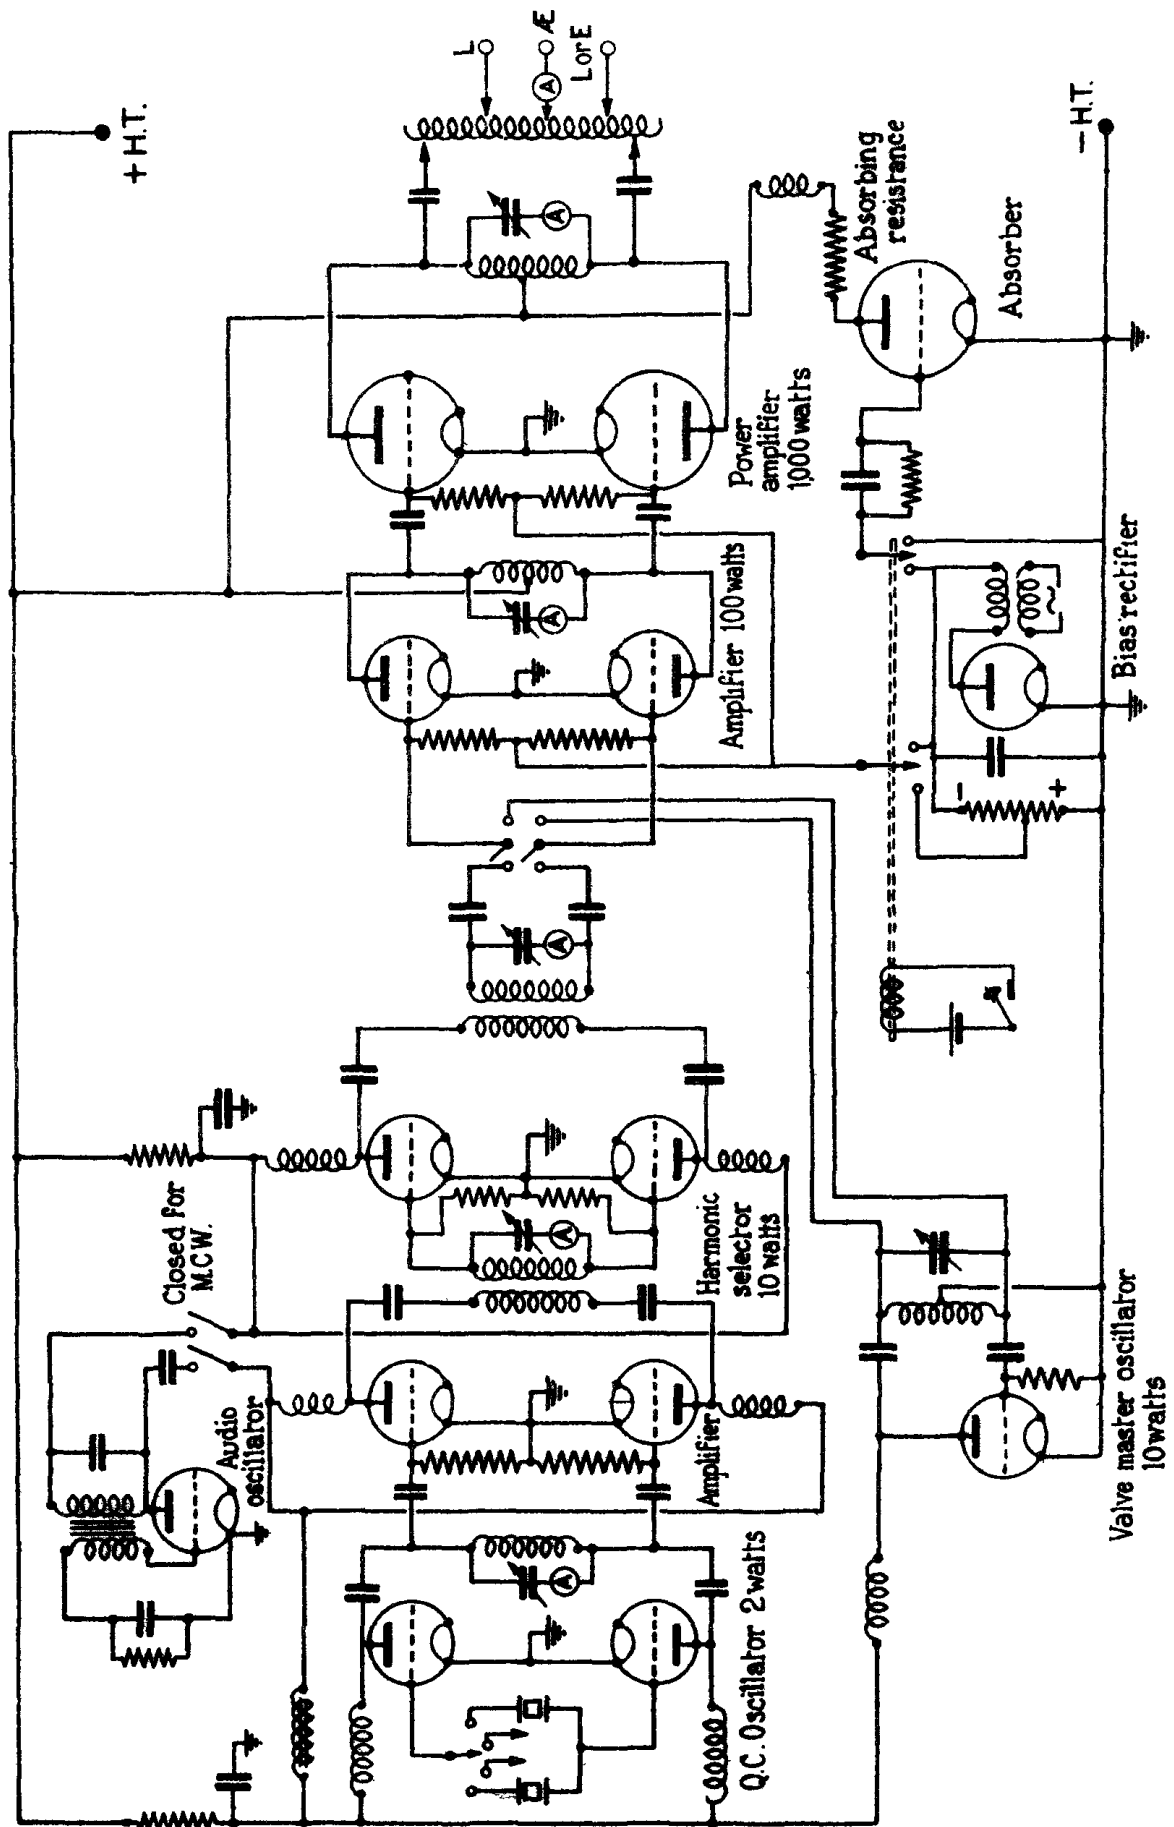 + H.T.
L
Æ
A
L or E
A
Absorbing
resistance
Absorber
— H.T.
Power
amplifier
1,000 watts
A
Amplifier 100 watts
Bias rectifier
−
+
~
A
Closed for
M.C.W.
A
Harmonic
selector
10 watts
Audio
oscillator
Amplifier
A
Q.C. Oscillator 2 watts
Valve master oscillator
10 watts